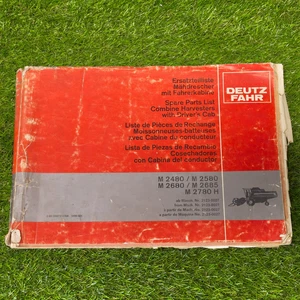 Ersatzteilliste
Mähdrescher
mit Fahrerkabine
DEUTZ
FAHR
Spare Parts List
Combine Harvesters
with Driver's Cab
Liste de Pièces de Rechange
Moissonneuses-batteuses
avec Cabine du conducteur
Lista de Piezas de Recambio
Cosechadoras
con Cabina del conductor
M 2480 / M 2580
M 2680 / M 2685
M 2780 H